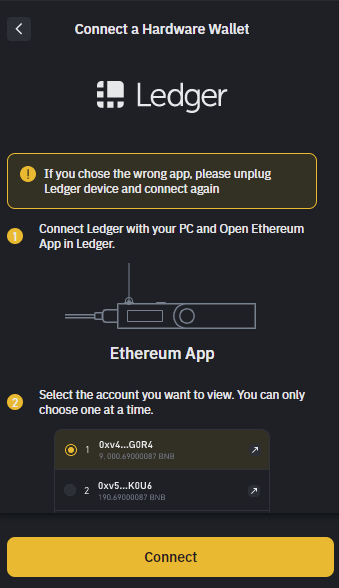 Connect a Hardware Wallet
Ledger
If you chose the wrong app, please unplug
Ledger device and connect again
1 Connect Ledger with your PC and Open Ethereum
App in Ledger.
Ethereum App
2 Select the account you want to view. You can only
choose one at a time.
1 0xv4...G0R4
9, 000.69000087 BNB
2 0xv5...K0U6
190.69000087 BNB
Connect